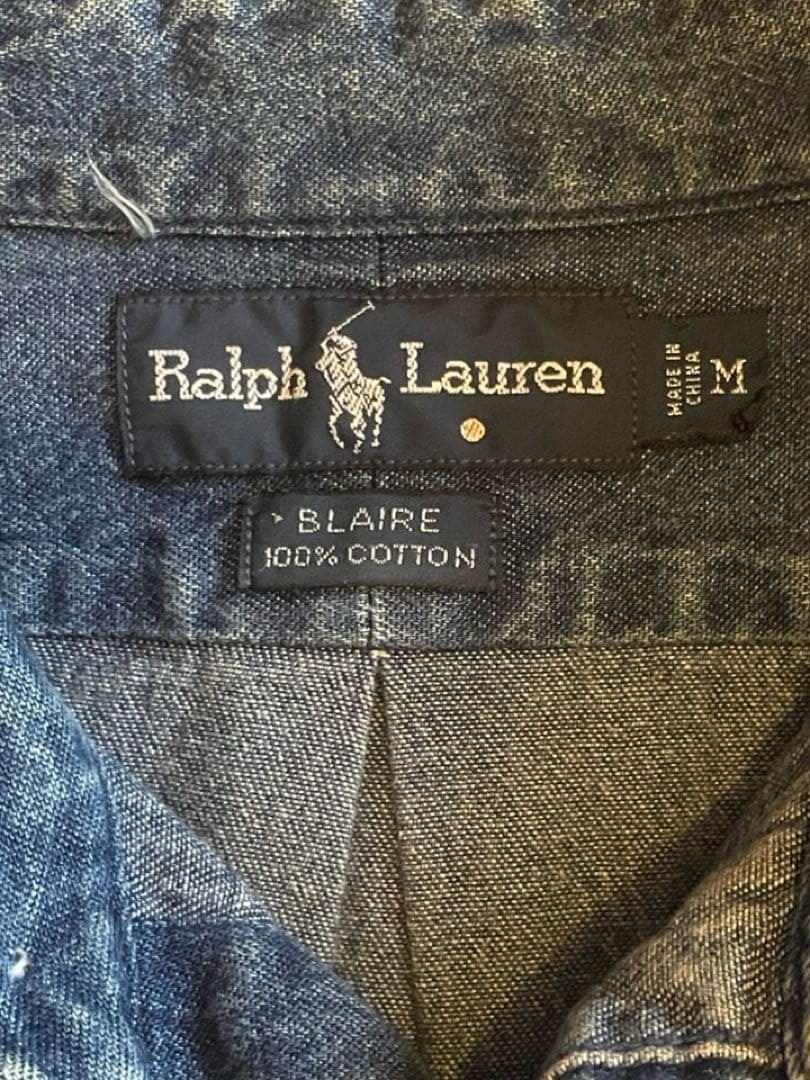 Ralph Lauren
MADE IN
CHINA
M
BLAIRE
100% COTTON